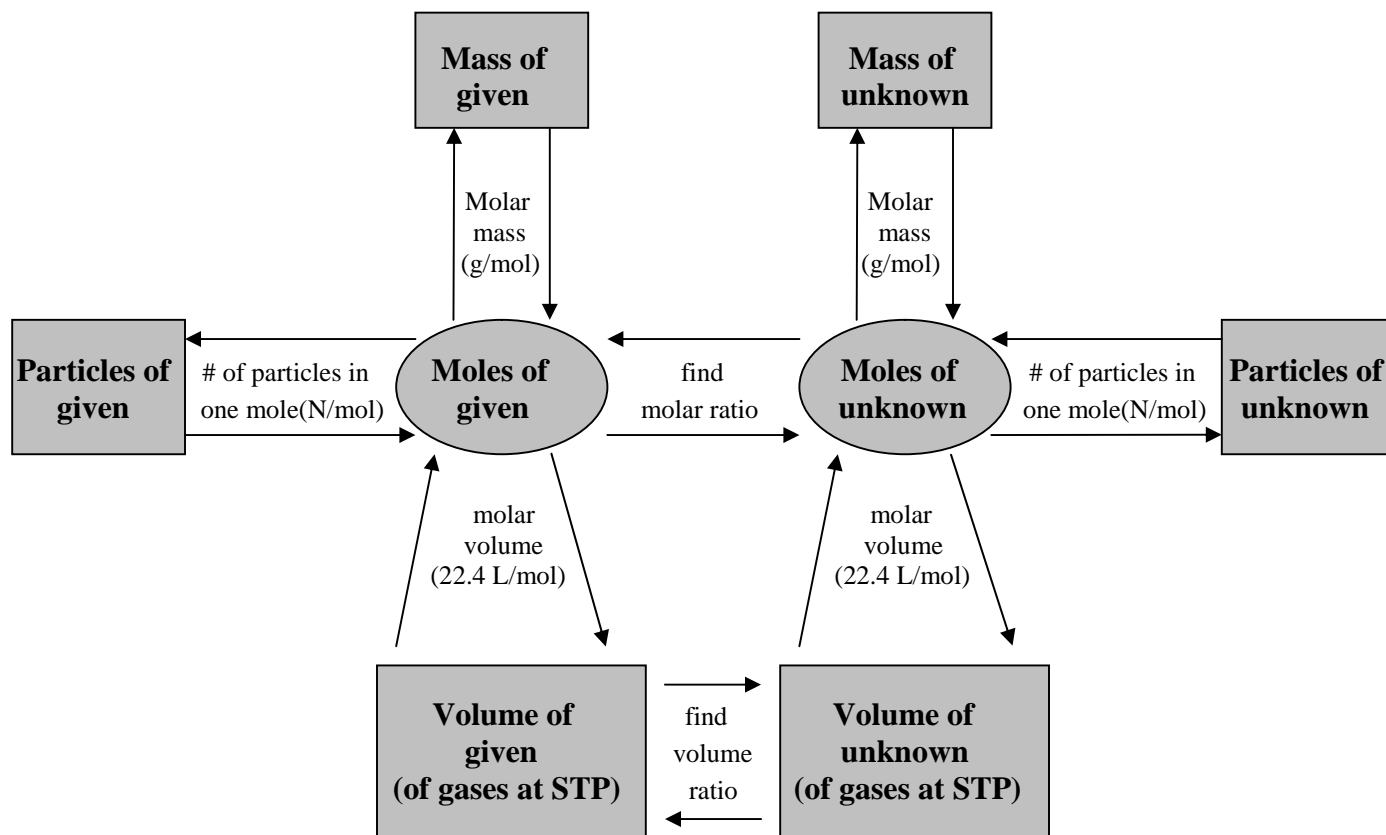 Mass of
given
Mass of
unknown
Molar
mass
(g/mol)
Molar
mass
(g/mol)
Particles of
given
# of particles in
one mole(N/mol)
Moles of
given
find
molar ratio
Moles of
unknown
# of particles in
one mole(N/mol)
Particles of
unknown
molar
volume
(22.4 L/mol)
molar
volume
(22.4 L/mol)
Volume of
given
(of gases at STP)
find
volume
ratio
Volume of
unknown
(of gases at STP)